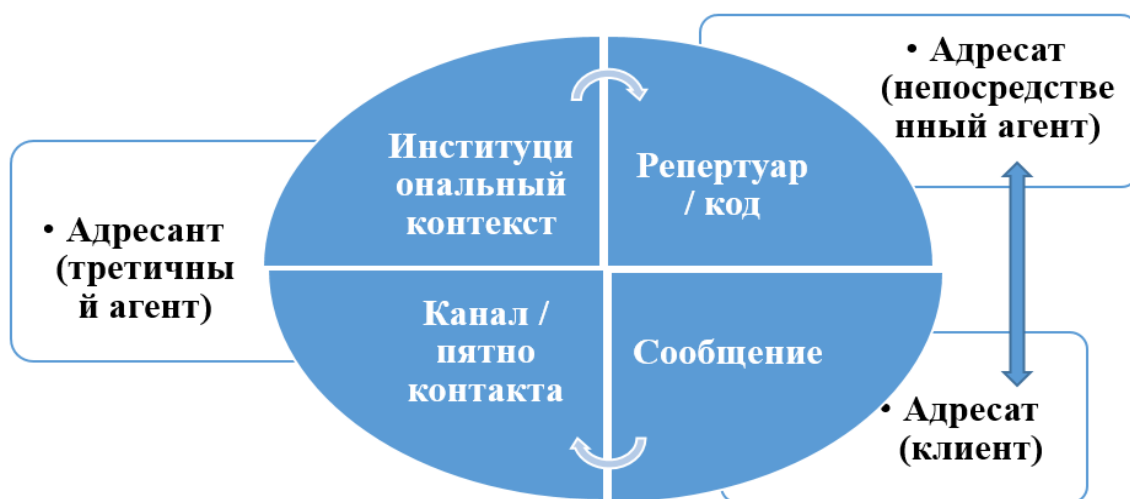 • Адресат
(непосредстве
нный агент)
Институци
ональный
контекст
Репертуар
/ код
• Адресант
(третичны
й агент)
Канал /
пятно
контакта
Сообщение
• Адресат
(клиент)